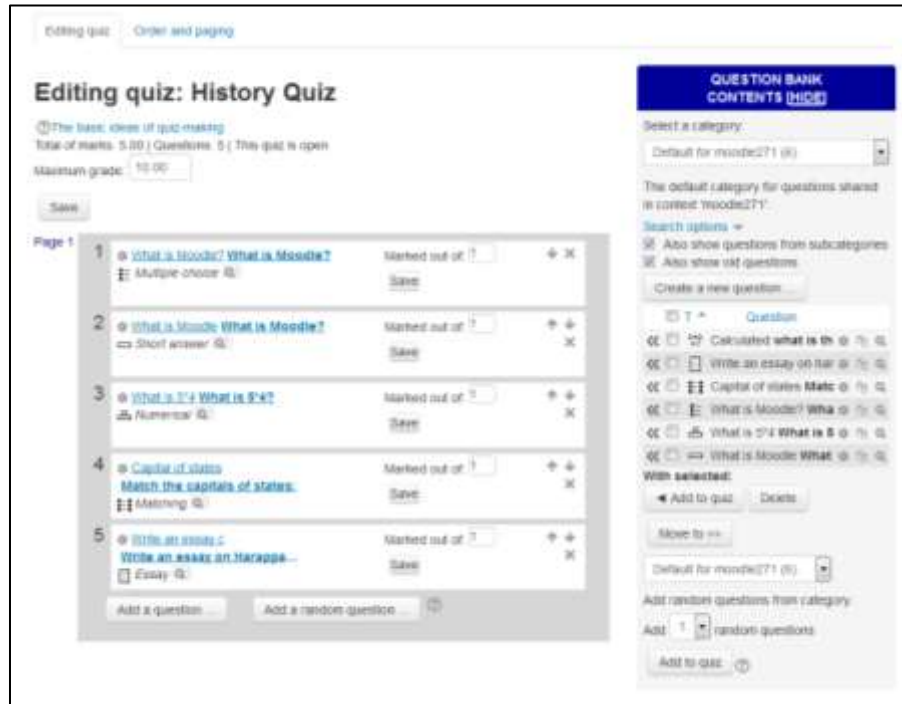 Editing quiz
Order and paging
Editing quiz: History Quiz
The basic ideas of quiz-making
Total of marks: 5.00 | Questions: 5 | This quiz is open
Maximum grade: 10.00
Save
Page 1
1
What is Moodle? What is Moodle?
Multiple choice
Marked out of: 1
Save
2
What is Moodle What is Moodle?
Short answer
Marked out of: 1
Save
3
What is 5*4 What is 5*4?
Numerical
Marked out of: 1
Save
4
Capital of states
Match the capitals of states.
Matching
Marked out of: 1
Save
5
Write an essay c
Write an essay on Harappa...
Essay
Marked out of: 1
Save
Add a question ...
Add a random question ...
QUESTION BANK
CONTENTS [HIDE]
Select a category:
Default for moodle271 (6)
The default category for questions shared
in context 'moodle271'.
Search options
Also show questions from subcategories
Also show old questions
Create a new question ...
T Question
Calculated what is th
Write an essay on har
Capital of states Matc
What is Moodle? Wha
What is 5*4 What is 5
What is Moodle What
With selected:
Add to quiz
Delete
Move to >>
Default for moodle271 (6)
Add random questions from category:
Add 1 random questions
Add to quiz